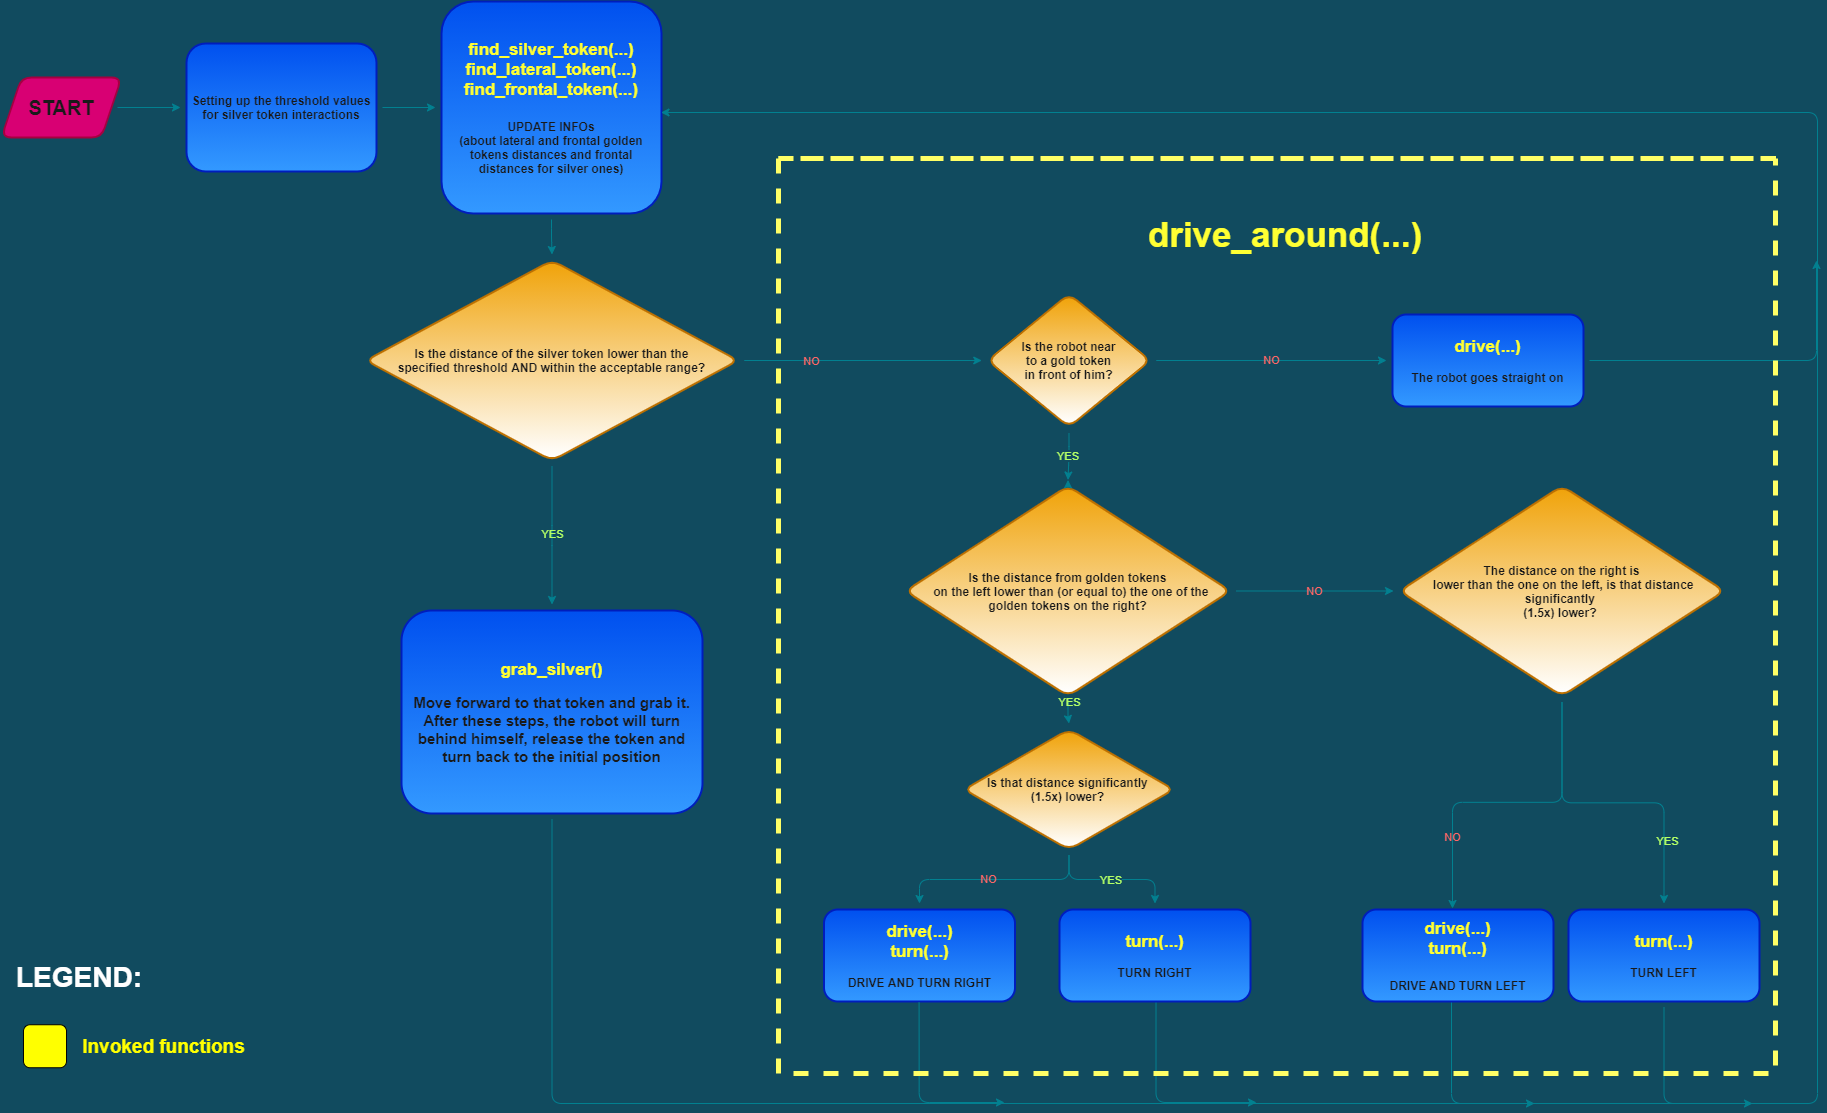 START
Setting up the threshold values
for silver token interactions
find_silver_token(...)
find_lateral_token(...)
find_frontal_token(...)
UPDATE INFOs
(about lateral and frontal golden
tokens distances and frontal
distances for silver ones)
drive_around(...)
Is the distance of the silver token lower than the
specified threshold AND within the acceptable range?
NO
Is the robot near
to a gold token
in front of him?
NO
drive(...)
The robot goes straight on
YES
YES
Is the distance from golden tokens
on the left lower than (or equal to) the one of the
golden tokens on the right?
NO
The distance on the right is
lower than the one on the left, is that distance
significantly
(1.5x) lower?
grab_silver()
Move forward to that token and grab it.
After these steps, the robot will turn
behind himself, release the token and
turn back to the initial position
YES
Is that distance significantly
(1.5x) lower?
NO
YES
NO
YES
drive(...)
turn(...)
DRIVE AND TURN RIGHT
turn(...)
TURN RIGHT
drive(...)
turn(...)
DRIVE AND TURN LEFT
turn(...)
TURN LEFT
LEGEND:
Invoked functions